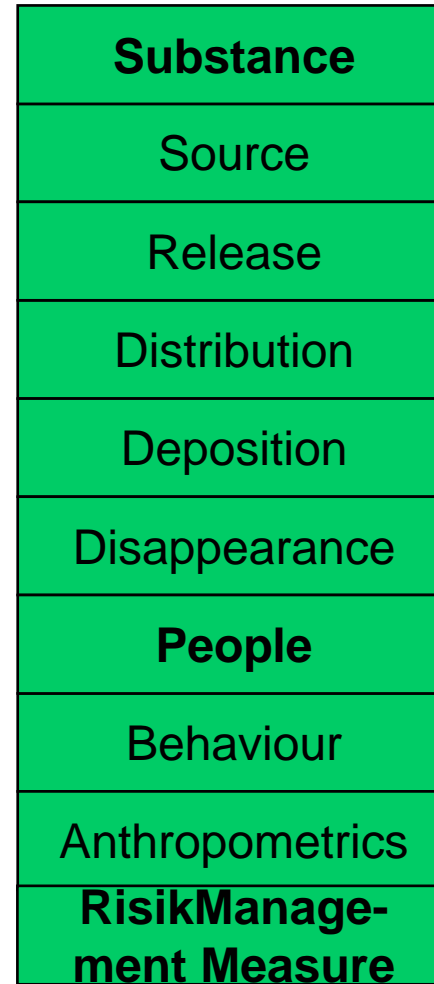 Substance
Source
Release
Distribution
Deposition
Disappearance
People
Behaviour
Anthropometrics
RisikManage-
ment Measure